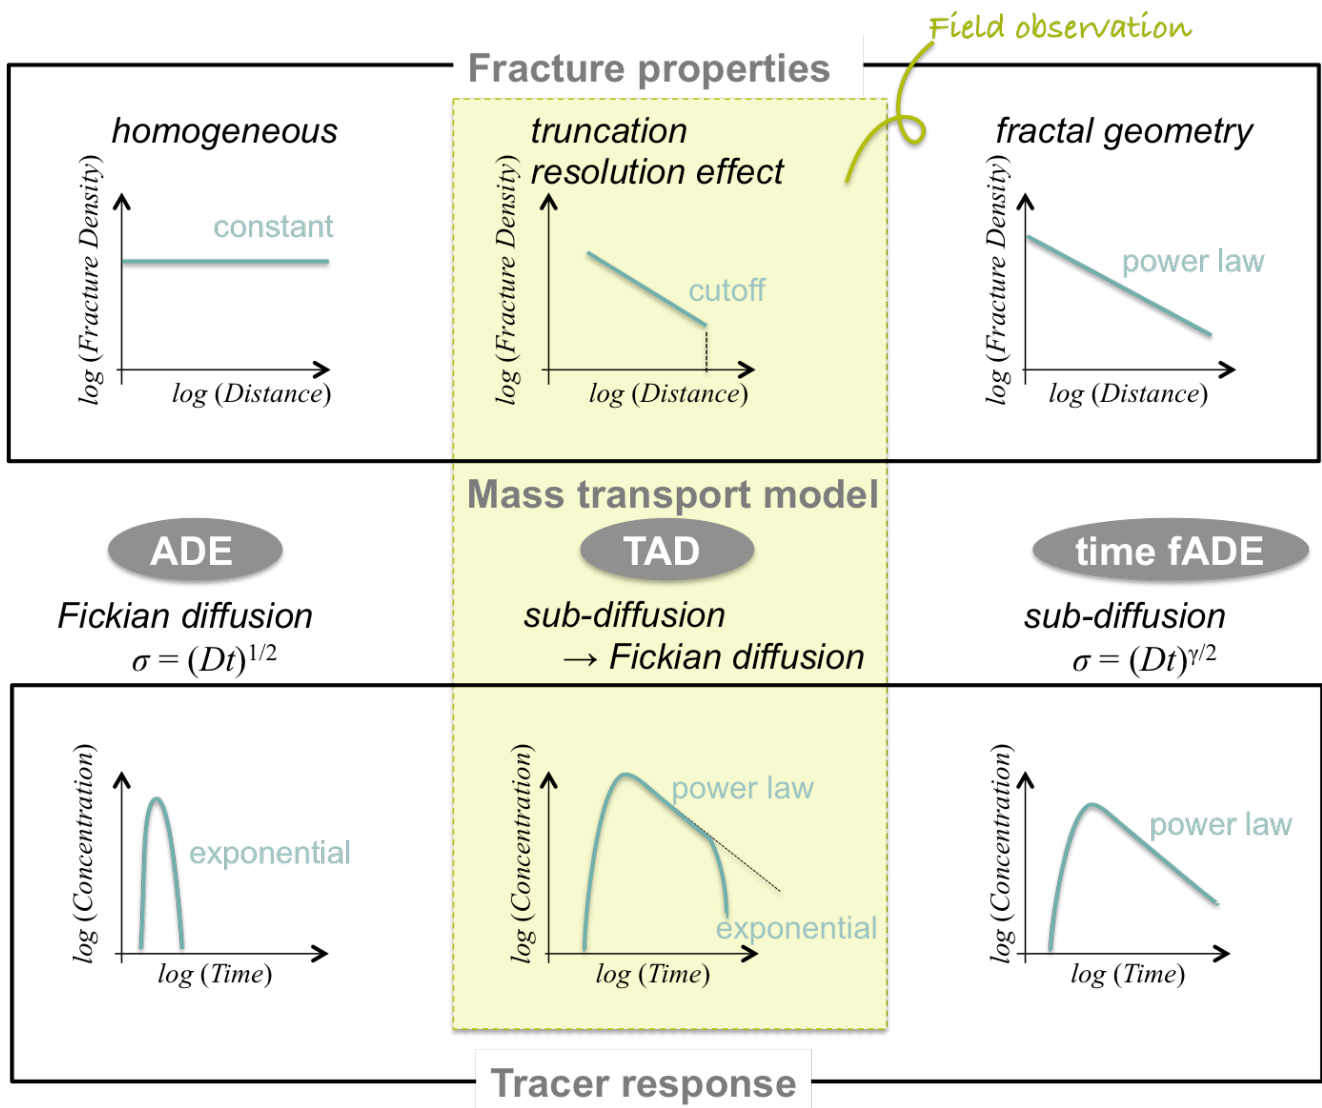 Field observation
Fracture properties
homogeneous
log (Fracture Density)
constant
log (Distance)
truncation
resolution effect
log (Fracture Density)
cutoff
log (Distance)
fractal geometry
log (Fracture Density)
power law
log (Distance)
Mass transport model
ADE
Fickian diffusion
σ = (Dt)^1/2
TAD
sub-diffusion
→ Fickian diffusion
time fADE
sub-diffusion
σ = (Dt)^γ/2
log (Concentration)
exponential
log (Time)
log (Concentration)
power law
exponential
log (Time)
log (Concentration)
power law
log (Time)
Tracer response